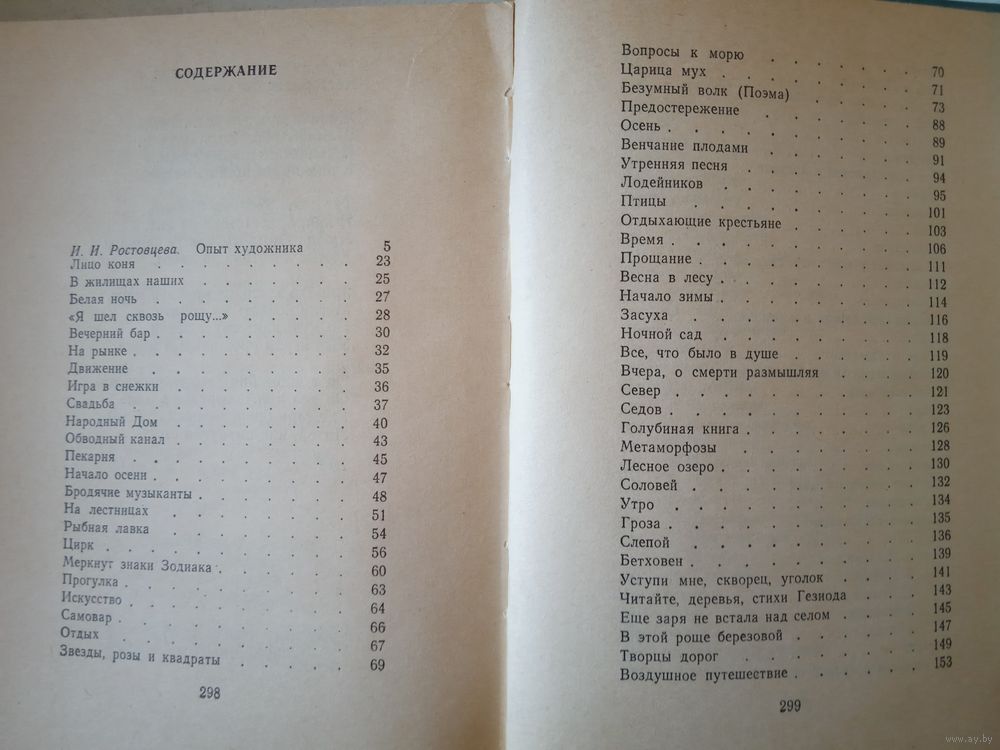 СОДЕРЖАНИЕ
И. И. Ростовцева. Опыт художника 5
Лицо коня . . . . . . . . 23
В жилищах наших . . . . . . 25
Белая ночь . . . . . . . . 27
«Я шел сквозь рощу...» . . . . . 28
Вечерний бар . . . . . . . . 30
На рынке . . . . . . . . . 32
Движение . . . . . . . . 35
Игра в снежки . . . . . . . 36
Свадьба . . . . . . . . . 37
Народный Дом . . . . . . . 40
Обводный канал . . . . . . . 43
Пекарня . . . . . . . . . 45
Начало осени . . . . . . . . 47
Бродячие музыканты . . . . . . 48
На лестницах . . . . . . . 51
Рыбная лавка . . . . . . . 54
Цирк . . . . . . . . . 56
Меркнут знаки Зодиака . . . . . 60
Прогулка . . . . . . . . 63
Искусство . . . . . . . . 64
Самовар . . . . . . . . . 66
Отдых . . . . . . . . . 67
Звезды, розы и квадраты . . . . . 69
298
Вопросы к морю . . . . . . . 70
Царица мух . . . . . . . . 71
Безумный волк (Поэма) . . . . . 73
Предостережение . . . . . . . 88
Осень . . . . . . . . . . 89
Венчание плодами . . . . . . 91
Утренняя песня . . . . . . . 94
Лодейников . . . . . . . . 95
Птицы . . . . . . . . . 101
Отдыхающие крестьяне . . . . . 103
Время . . . . . . . . . . 106
Прощание . . . . . . . . . 111
Весна в лесу . . . . . . . . 112
Начало зимы . . . . . . . . 114
Засуха . . . . . . . . . 116
Ночной сад . . . . . . . . 118
Все, что было в душе . . . . . 119
Вчера, о смерти размышляя . . . . 120
Север . . . . . . . . . . 121
Седов . . . . . . . . . . 123
Голубиная книга . . . . . . . 126
Метаморфозы . . . . . . . 128
Лесное озеро . . . . . . . . 130
Соловей . . . . . . . . . 132
Утро . . . . . . . . . . 134
Гроза . . . . . . . . . . 135
Слепой . . . . . . . . . 136
Бетховен . . . . . . . . . 139
Уступи мне, скворец, уголок . . . . 141
Читайте, деревья, стихи Гезиода . . . 143
Еще заря не встала над селом . . . . 145
В этой роще березовой . . . . . 147
Творцы дорог . . . . . . . 149
Воздушное путешествие . . . . . 153
299
www.ay.by